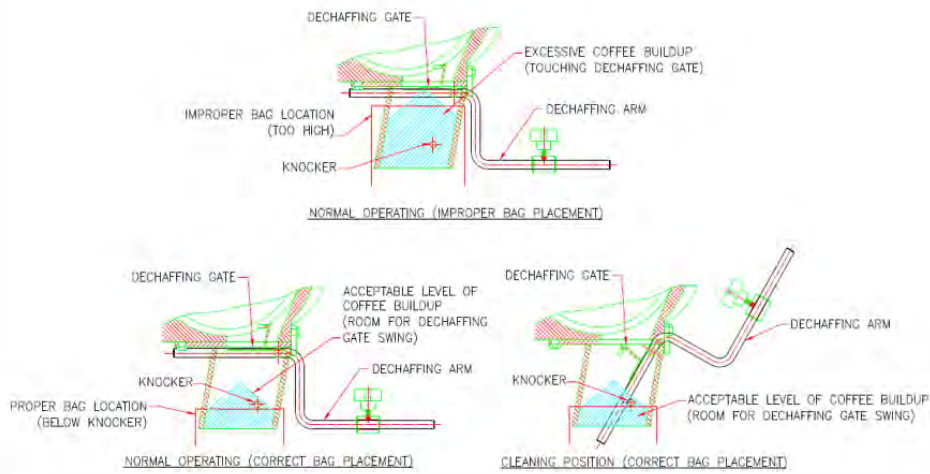 DECHAFFING GATE
EXCESSIVE COFFEE BUILDUP
(TOUCHING DECHAFFING GATE)
IMPROPER BAG LOCATION
(TOO HIGH)
DECHAFFING ARM
KNOCKER
NORMAL OPERATING (IMPROPER BAG PLACEMENT)
DECHAFFING GATE
ACCEPTABLE LEVEL OF
COFFEE BUILDUP
(ROOM FOR DECHAFFING
GATE SWING)
KNOCKER
DECHAFFING ARM
PROPER BAG LOCATION
(BELOW KNOCKER)
NORMAL OPERATING (CORRECT BAG PLACEMENT)
DECHAFFING GATE
DECHAFFING ARM
KNOCKER
ACCEPTABLE LEVEL OF COFFEE BUILDUP
(ROOM FOR DECHAFFING GATE SWING)
CLEANING POSITION (CORRECT BAG PLACEMENT)